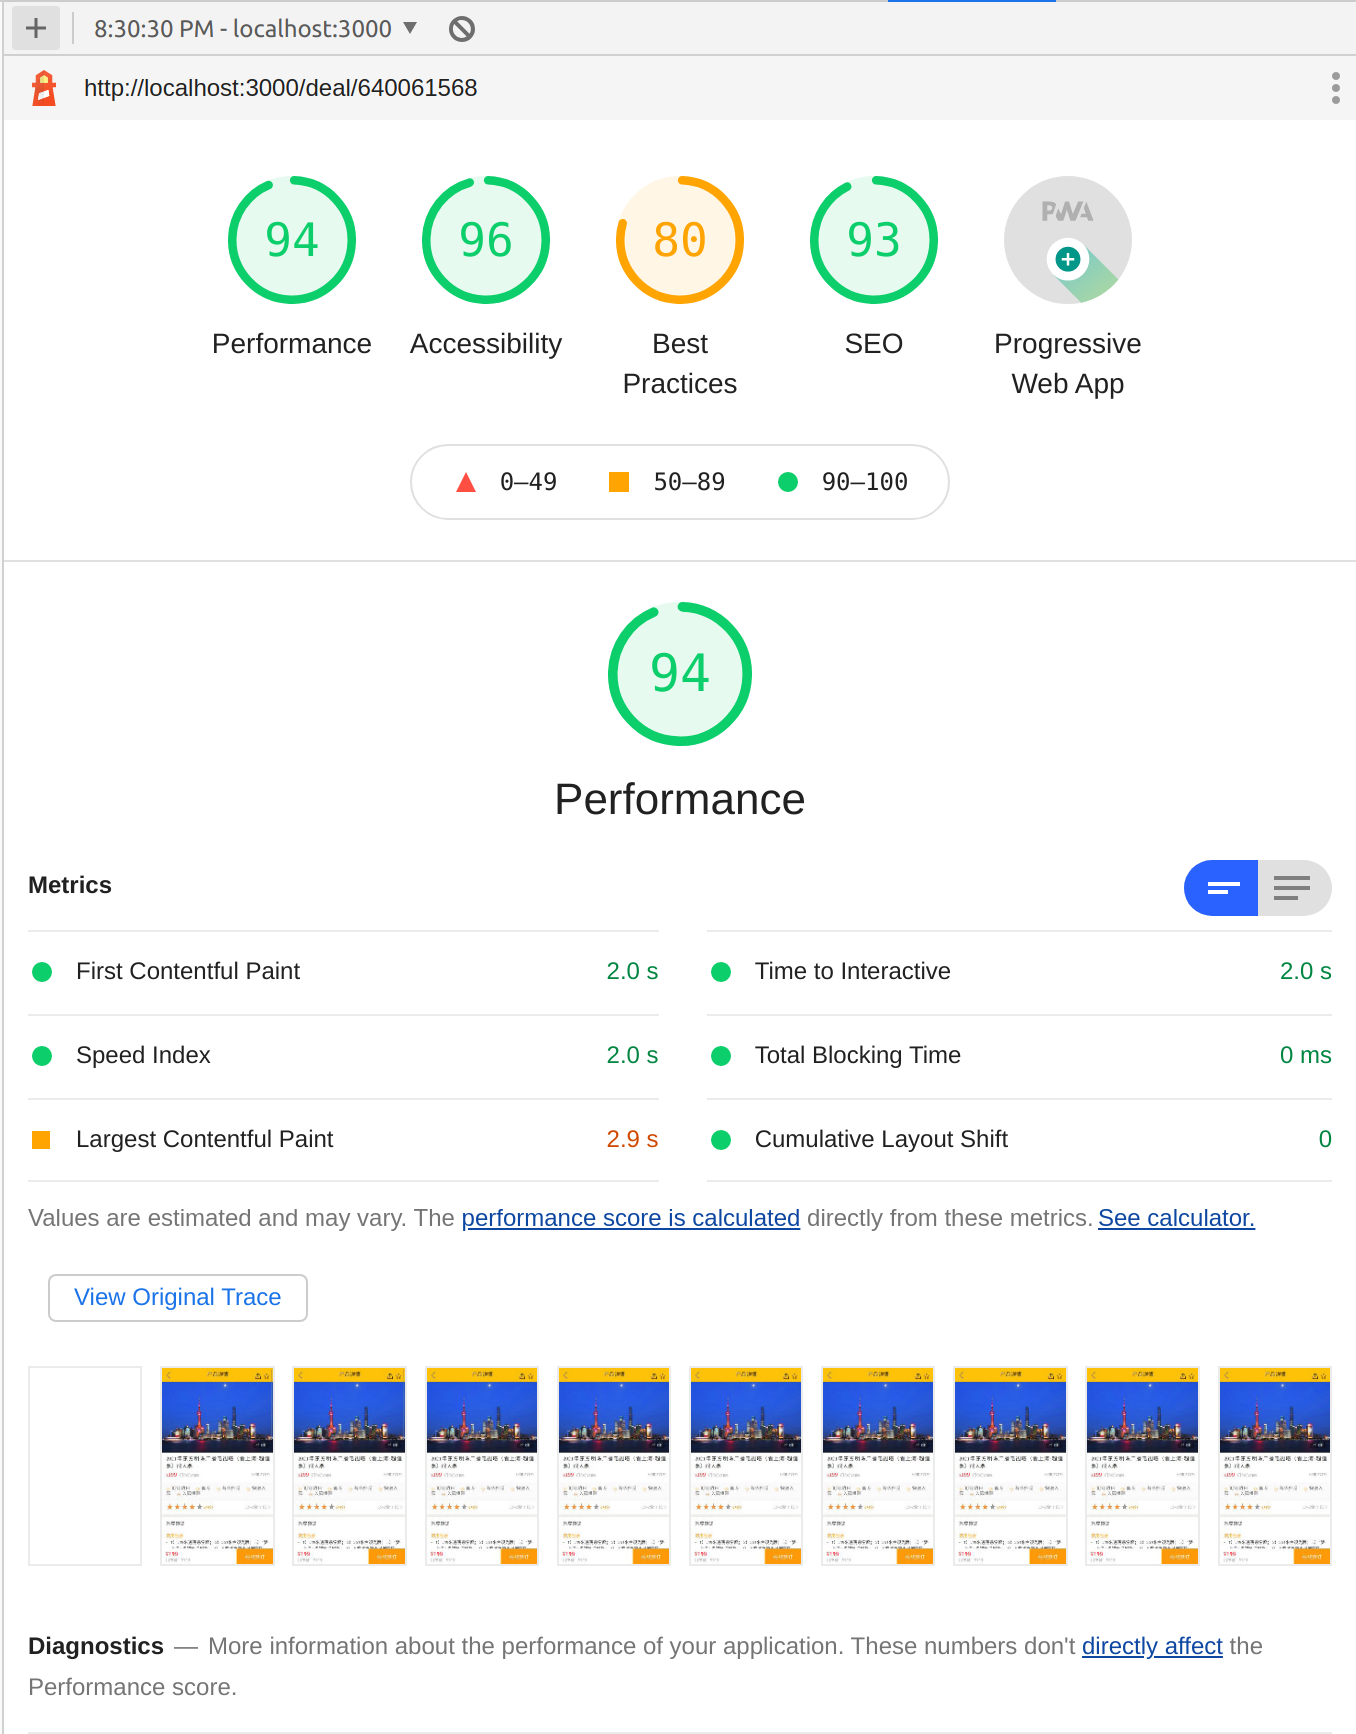 8:30:30 PM - localhost:3000
http://localhost:3000/deal/640061568
94
96
80
93
PWA
Performance
Accessibility
Best
Practices
SEO
Progressive
Web App
0–49
50–89
90–100
94
Performance
Metrics
First Contentful Paint
2.0 s
Time to Interactive
2.0 s
Speed Index
2.0 s
Total Blocking Time
0 ms
Largest Contentful Paint
2.9 s
Cumulative Layout Shift
0
Values are estimated and may vary. The performance score is calculated directly from these metrics. See calculator.
View Original Trace
Diagnostics — More information about the performance of your application. These numbers don't directly affect the
Performance score.